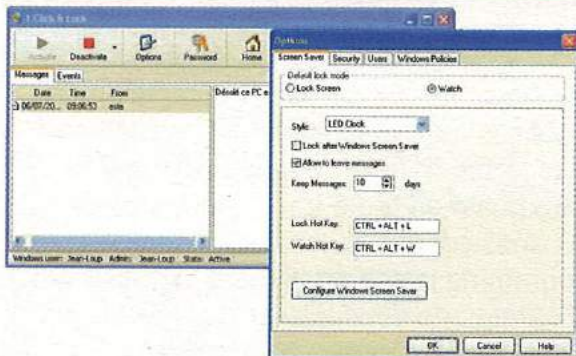 1 Click & Lock
Activate
Deactivate
Options
Password
Home
Messages
Events
Date Time From
06/07/20... 09:06:53
Désolé ce PC e
Windows user: Jean-Loup Admin: Jean-Loup State: Active
Options
Screen Saver
Security
Users
Windows Policies
Default lock mode
Lock Screen
Watch
Style: LED Clock
Lock after Windows Screen Saver
Allow to leave messages
Keep Messages: 10 days
Lock Hot Key: CTRL + ALT + L
Watch Hot Key: CTRL + ALT + W
Configure Windows Screen Saver
OK
Cancel
Help